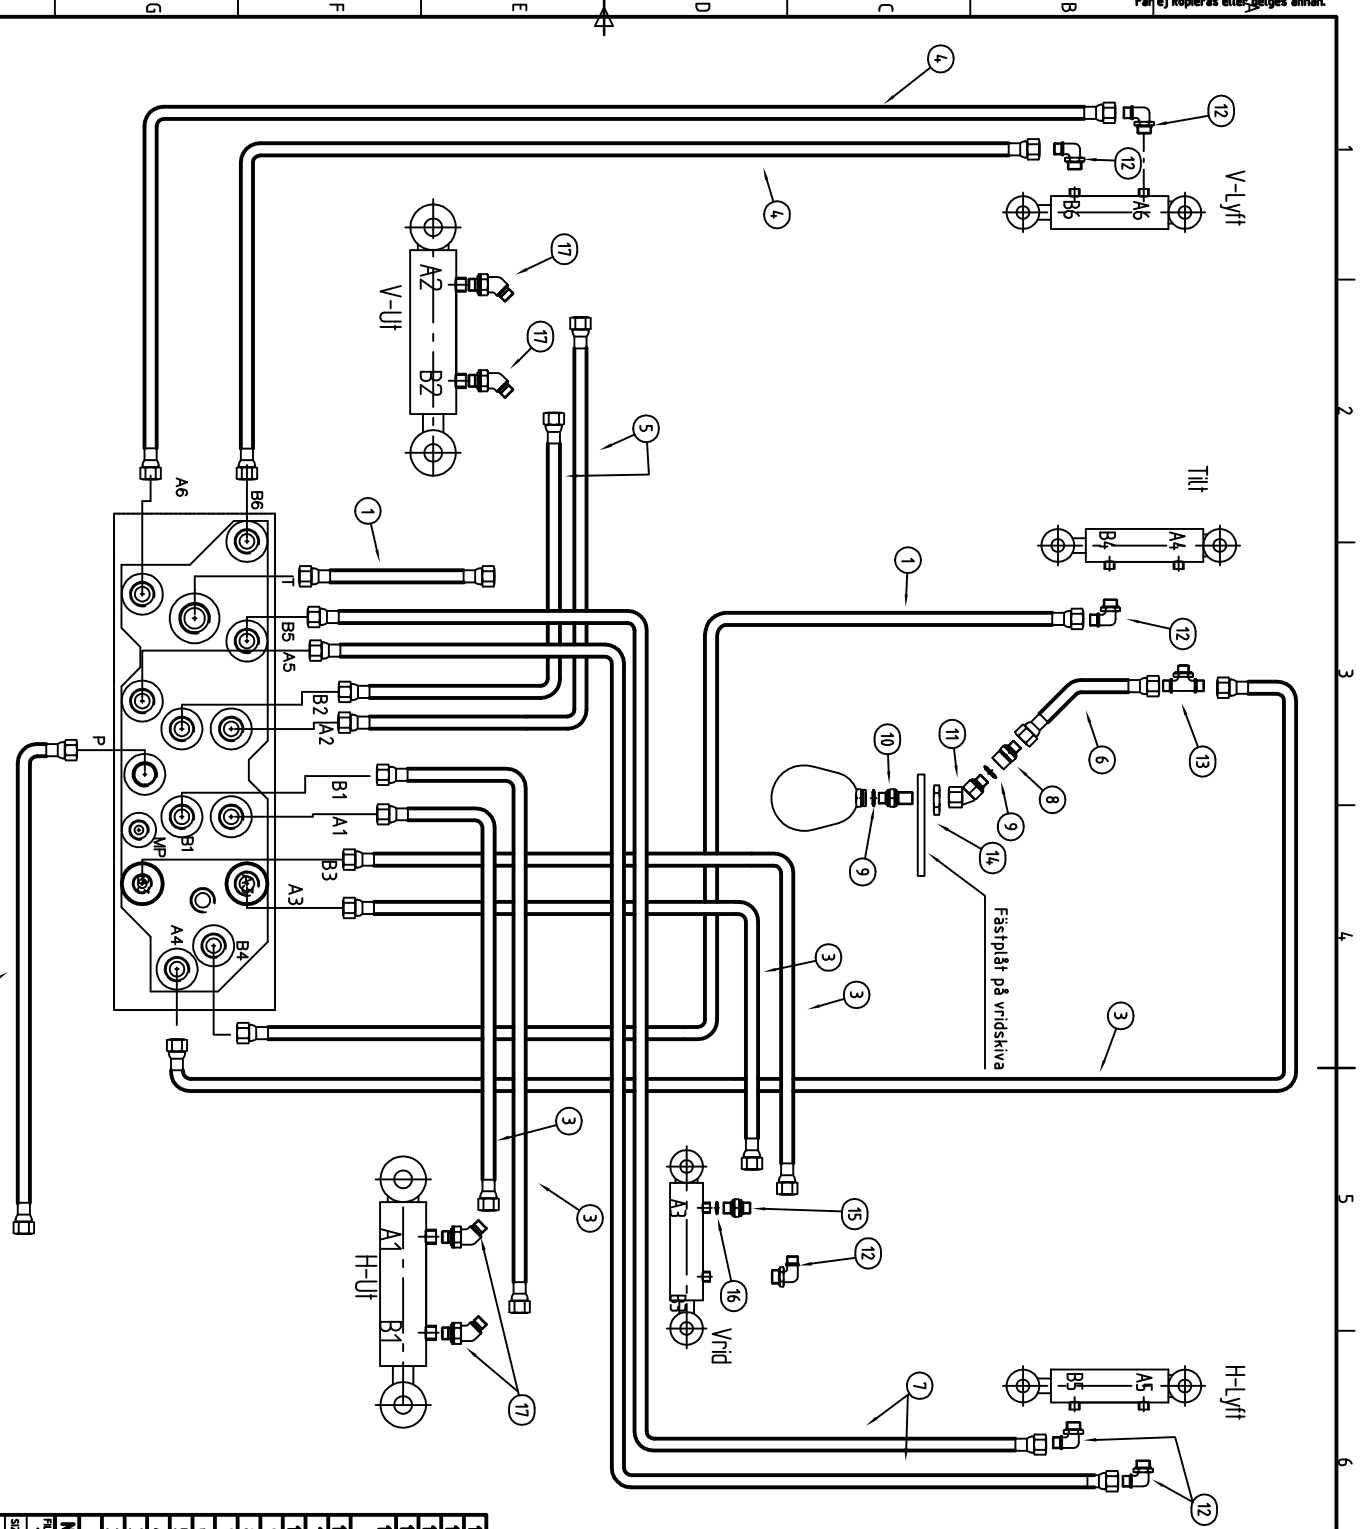 Får ej kopieras eller delges annan.
G
F
E
D
C
B
A
1
2
3
4
5
6
4
12
12
4
V-Lyft
B6
A6
17
17
A2
B2
V-Ut
5
Tilt
B4
A4
1
1
12
6
13
8
9
11
10
14
9
Fästplåt på vridskiva
3
3
3
3
3
A6
B6
T
B5
A5
B2
A2
P
B1
A1
B1
MP
B3
A3
A3
A4
B4
A1
B1
H-Ut
17
A3
B3
Vrid
15
12
16
7
H-Lyft
B5
A5
12